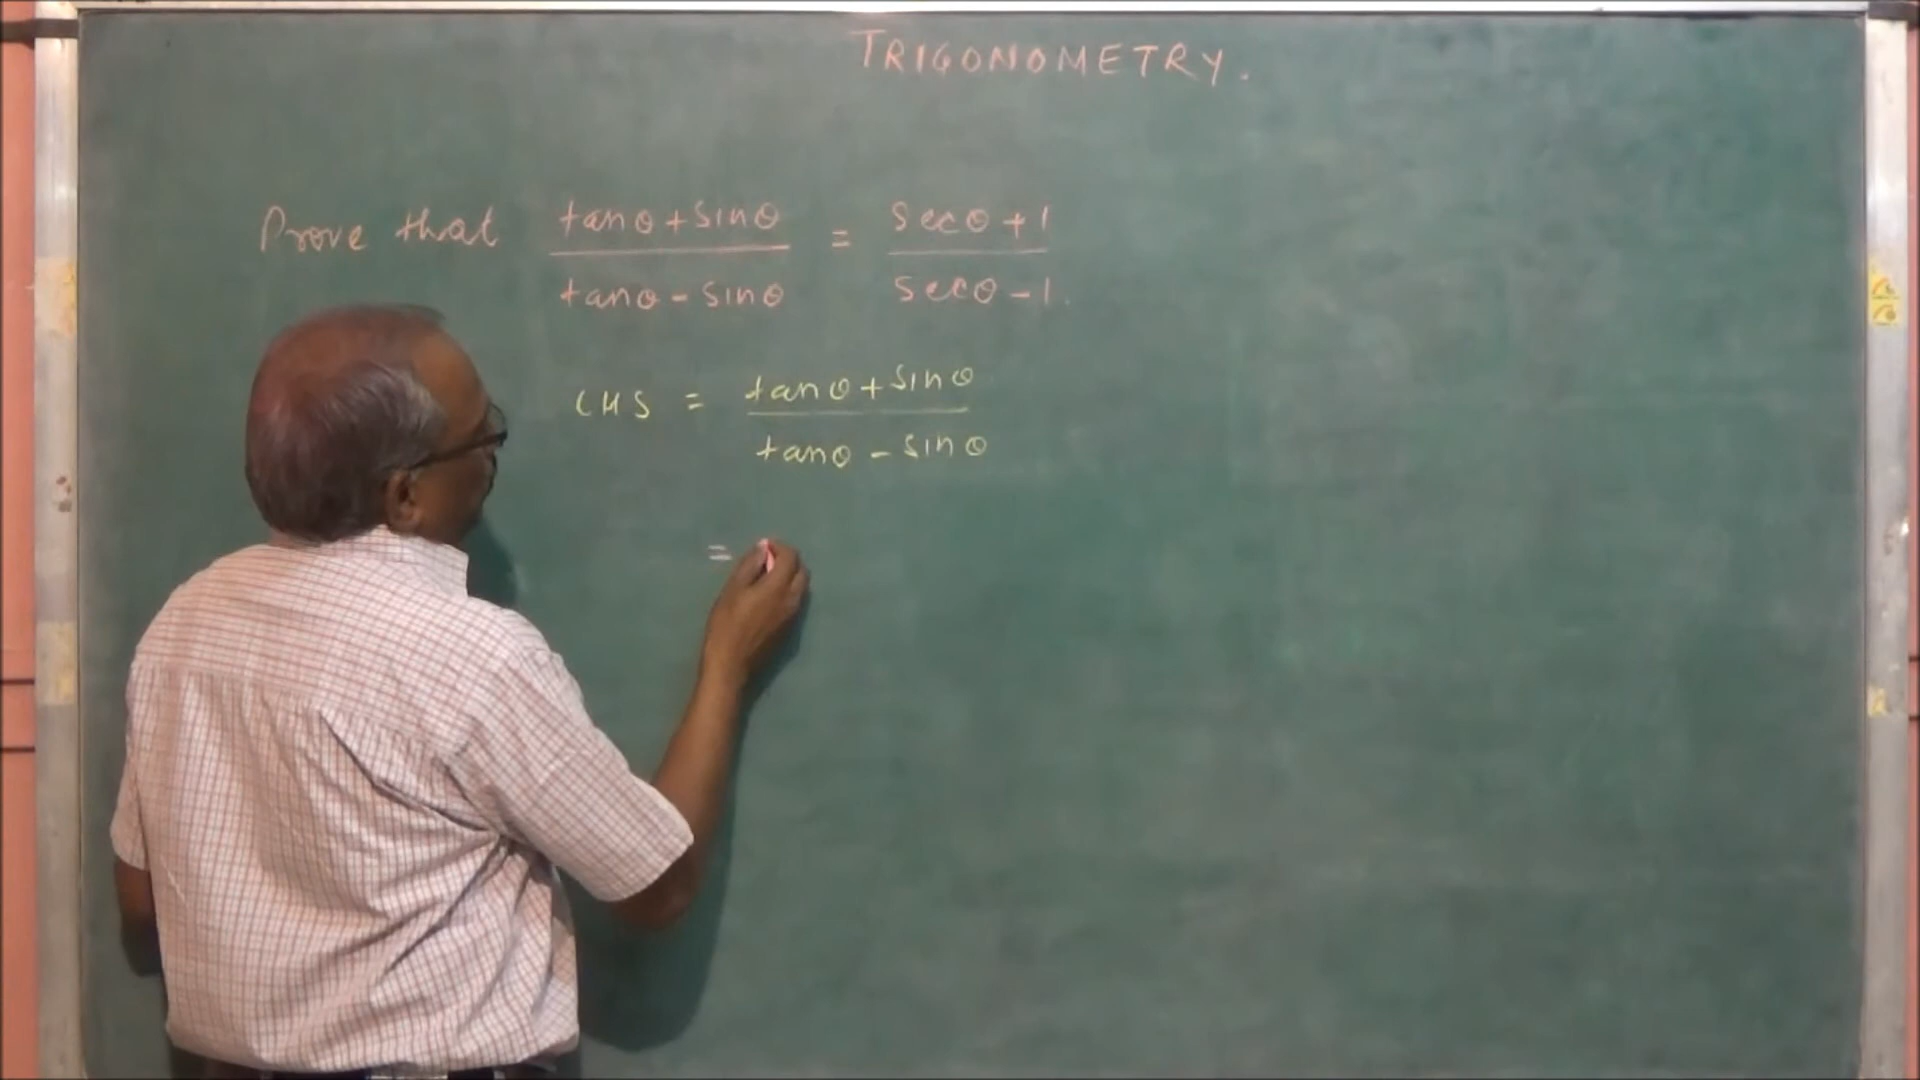 TRIGONOMETRY.
Prove that (tanθ+sinθ)/(tanθ-sinθ) = (secθ+1)/(secθ-1).
LHS = (tanθ+sinθ)/(tanθ-sinθ)
=